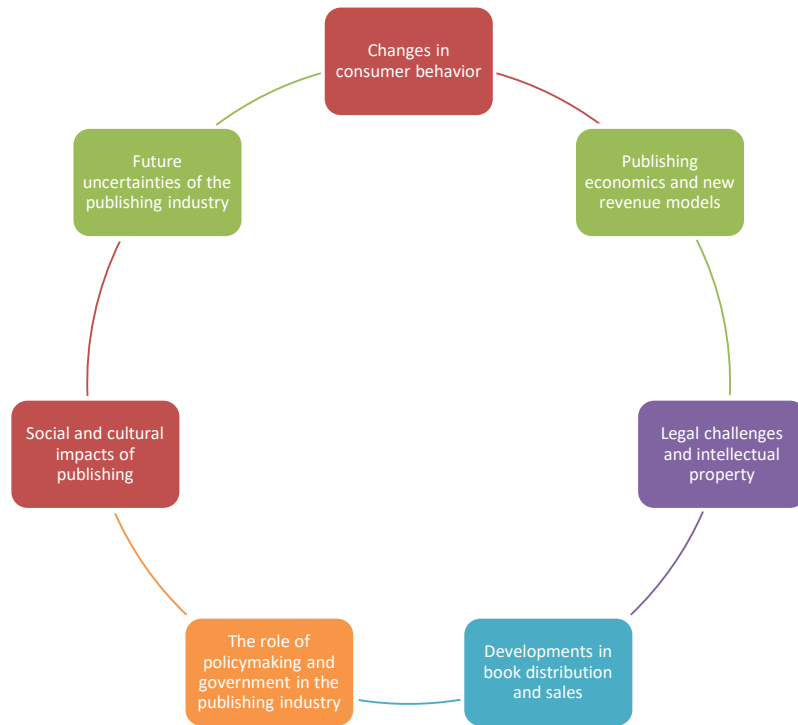 Changes in
consumer behavior
Publishing
economics and new
revenue models
Legal challenges
and intellectual
property
Developments in
book distribution
and sales
The role of
policymaking and
government in the
publishing industry
Social and cultural
impacts of
publishing
Future
uncertainties of the
publishing industry